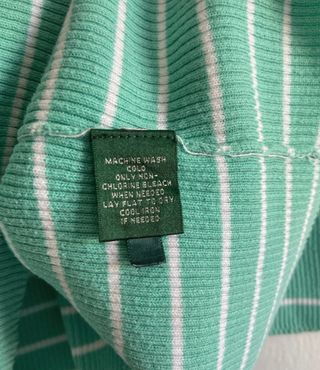 MACHINE WASH
COLD
ONLY NON-
CHLORINE BLEACH
WHEN NEEDED
LAY FLAT TO DRY
COOL IRON
IF NEEDED